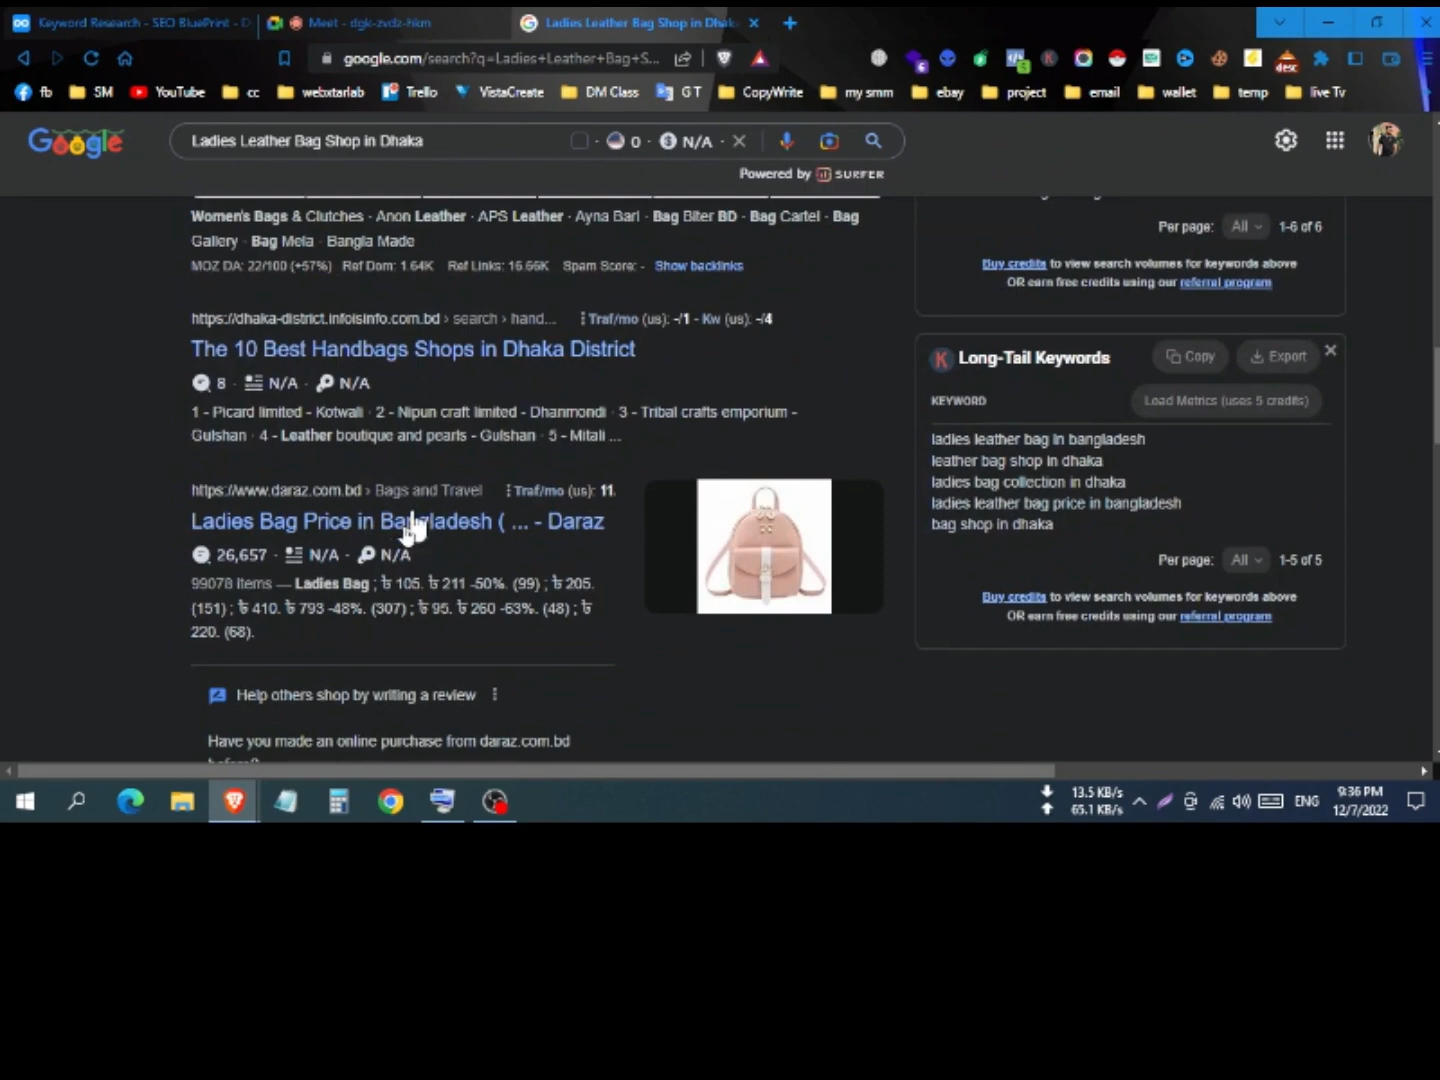 Keyword Research - SEO BluePrint - D
Meet - dgk-zvdz-hkm
Ladies Leather Bag Shop in Dhak
google.com/search?q=Ladies+Leather+Bag+S...
6
5
desc
fb
SM
YouTube
cc
webxtarlab
Trello
VistaCreate
DM Class
G T
CopyWrite
my smm
ebay
project
email
wallet
temp
live Tv
Google
Ladies Leather Bag Shop in Dhaka
0 · N/A ·
Powered by SURFER
Women's Bags & Clutches · Anon Leather · APS Leather · Ayna Bari · Bag Biter BD · Bag Cartel · Bag
Gallery · Bag Mela · Bangla Made
MOZ DA: 22/100 (+57%) Ref Dom: 1.64K Ref Links: 16.66K Spam Score: - Show backlinks
https://dhaka-district.infoisinfo.com.bd › search › hand... Traf/mo (us): -/1 - Kw (us): -/4
The 10 Best Handbags Shops in Dhaka District
8 · N/A · N/A
1 - Picard limited - Kotwali · 2 - Nipun craft limited - Dhanmondi · 3 - Tribal crafts emporium -
Gulshan · 4 - Leather boutique and pearls - Gulshan · 5 - Mitali ...
https://www.daraz.com.bd › Bags and Travel Traf/mo (us): 11
Ladies Bag Price in Bangladesh ( ... - Daraz
26,657 · N/A · N/A
99078 items — Ladies Bag ; ৳ 105. ৳ 211 -50%. (99) ; ৳ 205.
(151) ; ৳ 410. ৳ 793 -48%. (307) ; ৳ 95. ৳ 260 -63%. (48) ; ৳
220. (68).
Help others shop by writing a review
Have you made an online purchase from daraz.com.bd
before?
Per page: All 1-6 of 6
Buy credits to view search volumes for keywords above
OR earn free credits using our referral program
K Long-Tail Keywords
Copy
Export
KEYWORD
Load Metrics (uses 5 credits)
ladies leather bag in bangladesh
leather bag shop in dhaka
ladies bag collection in dhaka
ladies leather bag price in bangladesh
bag shop in dhaka
Per page: All 1-5 of 5
Buy credits to view search volumes for keywords above
OR earn free credits using our referral program
13.5 KB/s
65.1 KB/s
ENG
9:36 PM
12/7/2022